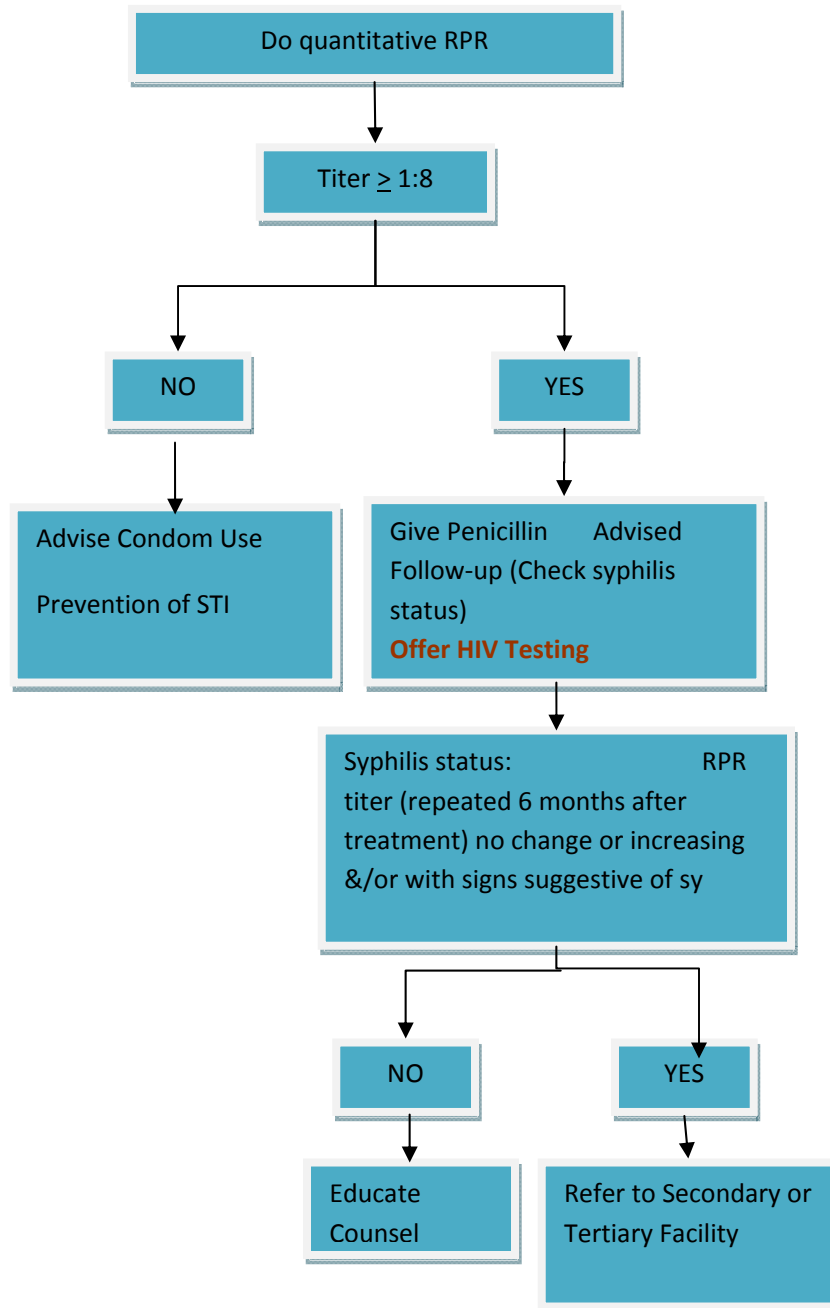 Do quantitative RPR
Titer ≥ 1:8
NO
YES
Advise Condom Use
Prevention of STI
Give Penicillin Advised
Follow-up (Check syphilis
status)
Offer HIV Testing
Syphilis status: RPR
titer (repeated 6 months after
treatment) no change or increasing
&/or with signs suggestive of sy
NO
YES
Educate
Counsel
Refer to Secondary or
Tertiary Facility